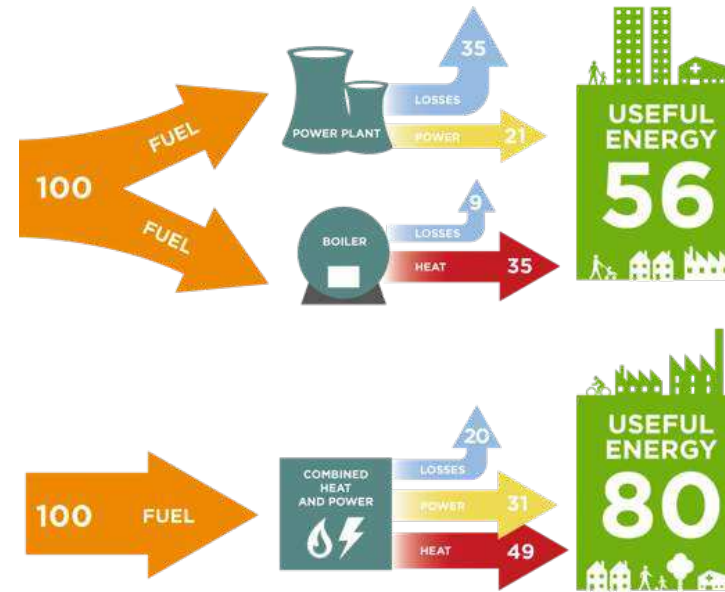 35
LOSSES
FUEL
POWER PLANT
POWER 21
USEFUL
ENERGY
56
100
FUEL
9
LOSSES
BOILER
HEAT 35
20
LOSSES
COMBINED
HEAT
AND POWER
POWER 31
HEAT 49
100 FUEL
USEFUL
ENERGY
80